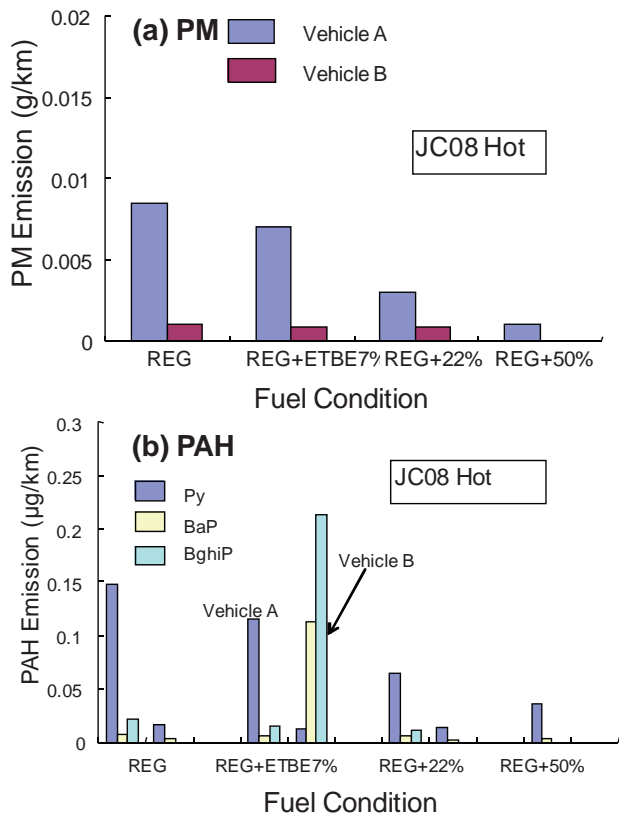 (a) PM
Vehicle A
Vehicle B
JC08 Hot
PM Emission (g/km)
0.02
0.015
0.01
0.005
0
REG
REG+ETBE7%
REG+22%
REG+50%
Fuel Condition
(b) PAH
JC08 Hot
Py
BaP
BghiP
Vehicle A
Vehicle B
PAH Emission (µg/km)
0.3
0.25
0.2
0.15
0.1
0.05
0
REG
REG+ETBE7%
REG+22%
REG+50%
Fuel Condition